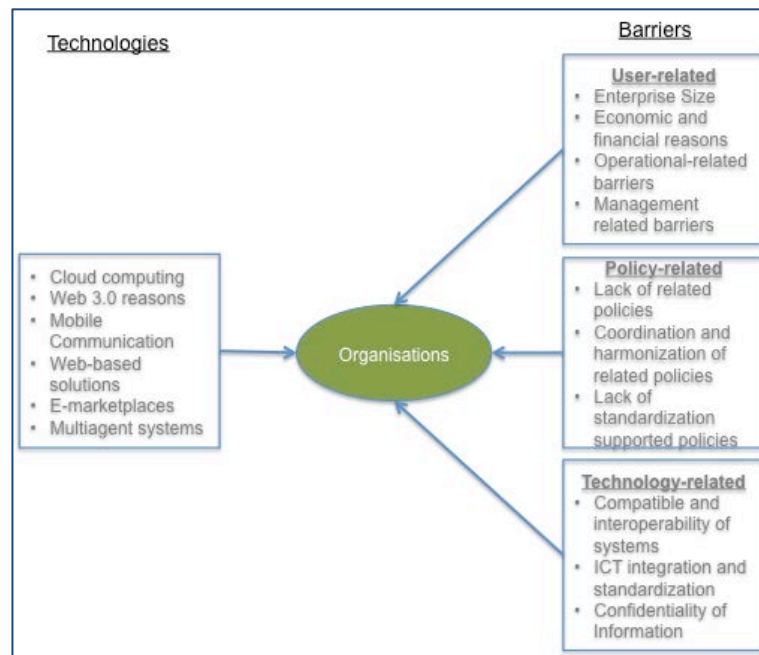 Technologies
Barriers
User-related
• Enterprise Size
• Economic and
financial reasons
• Operational-related
barriers
• Management
related barriers
• Cloud computing
• Web 3.0 reasons
• Mobile
Communication
• Web-based
solutions
• E-marketplaces
• Multiagent systems
Organisations
Policy-related
• Lack of related
policies
• Coordination and
harmonization of
related policies
• Lack of
standardization
supported policies
Technology-related
• Compatible and
interoperability of
systems
• ICT integration and
standardization
• Confidentiality of
Information